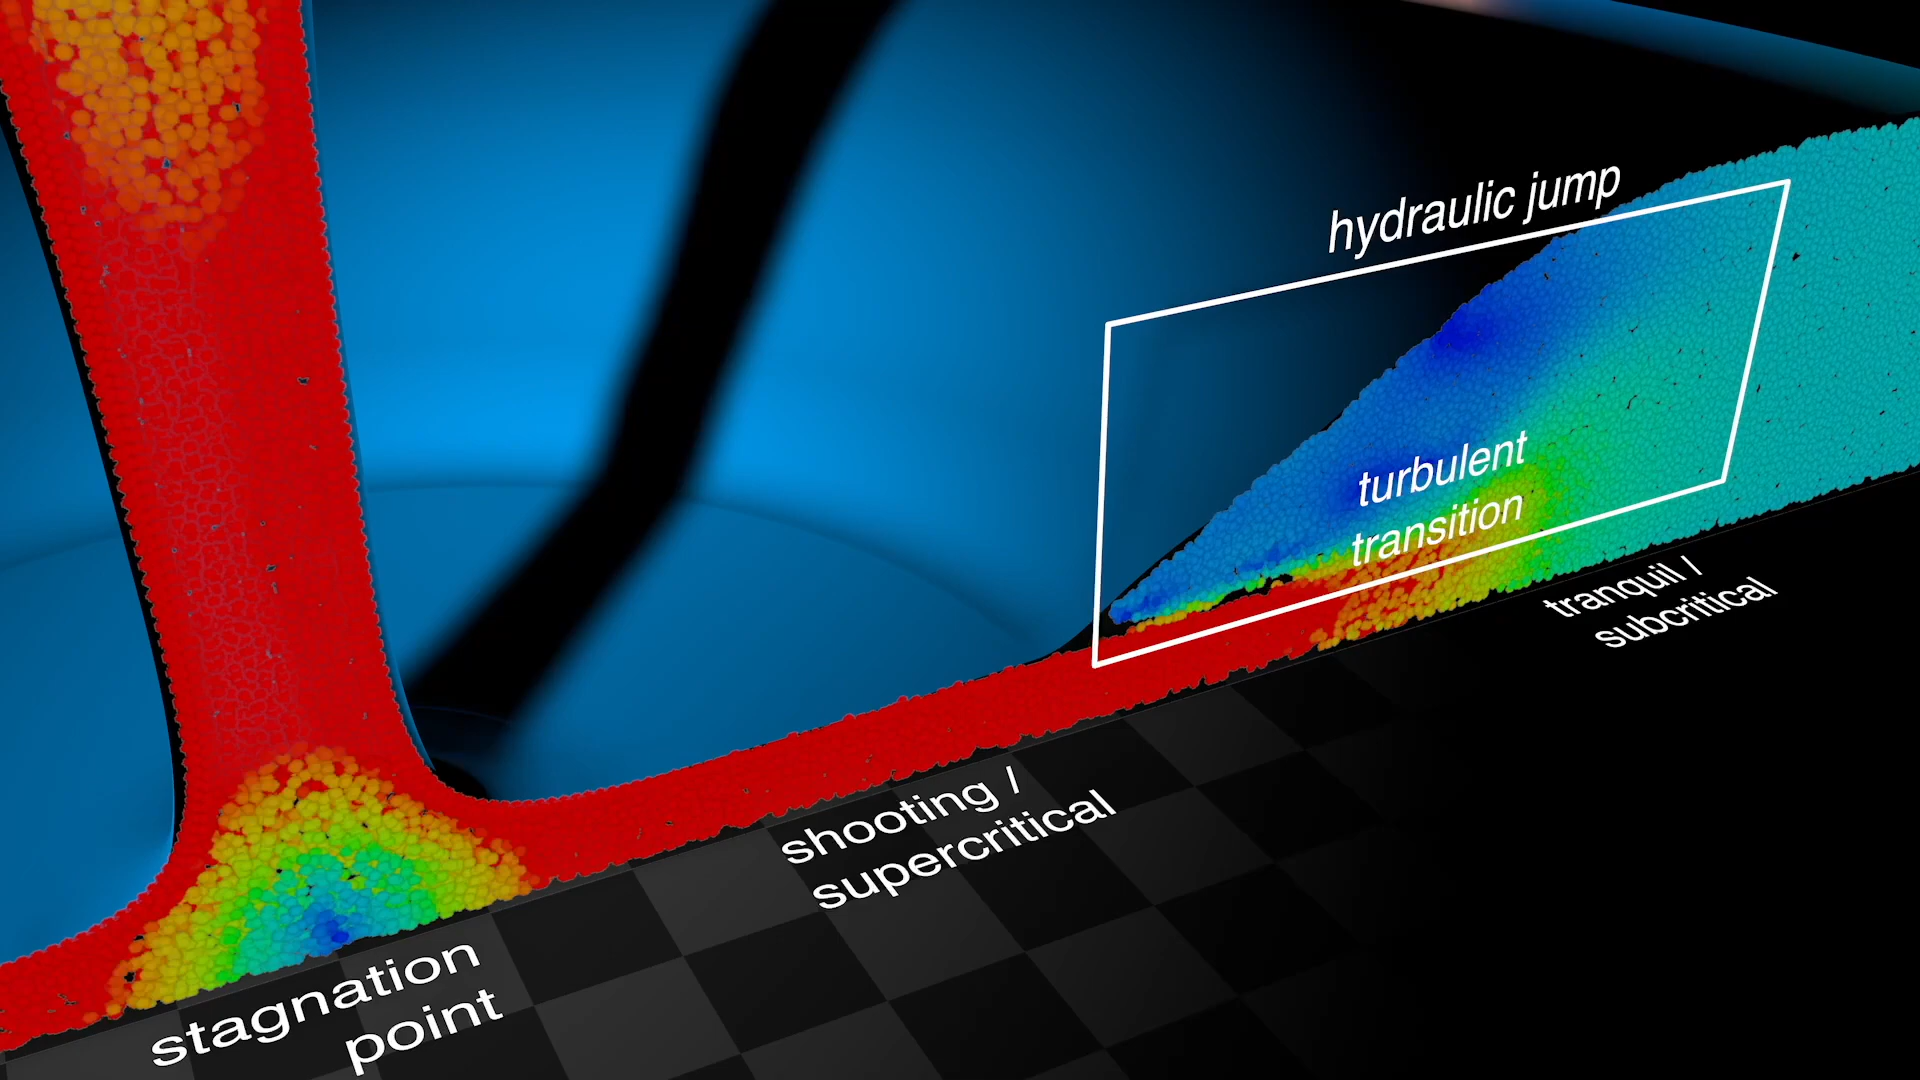 hydraulic jump
turbulent
transition
tranquil /
subcritical
shooting /
supercritical
stagnation
point